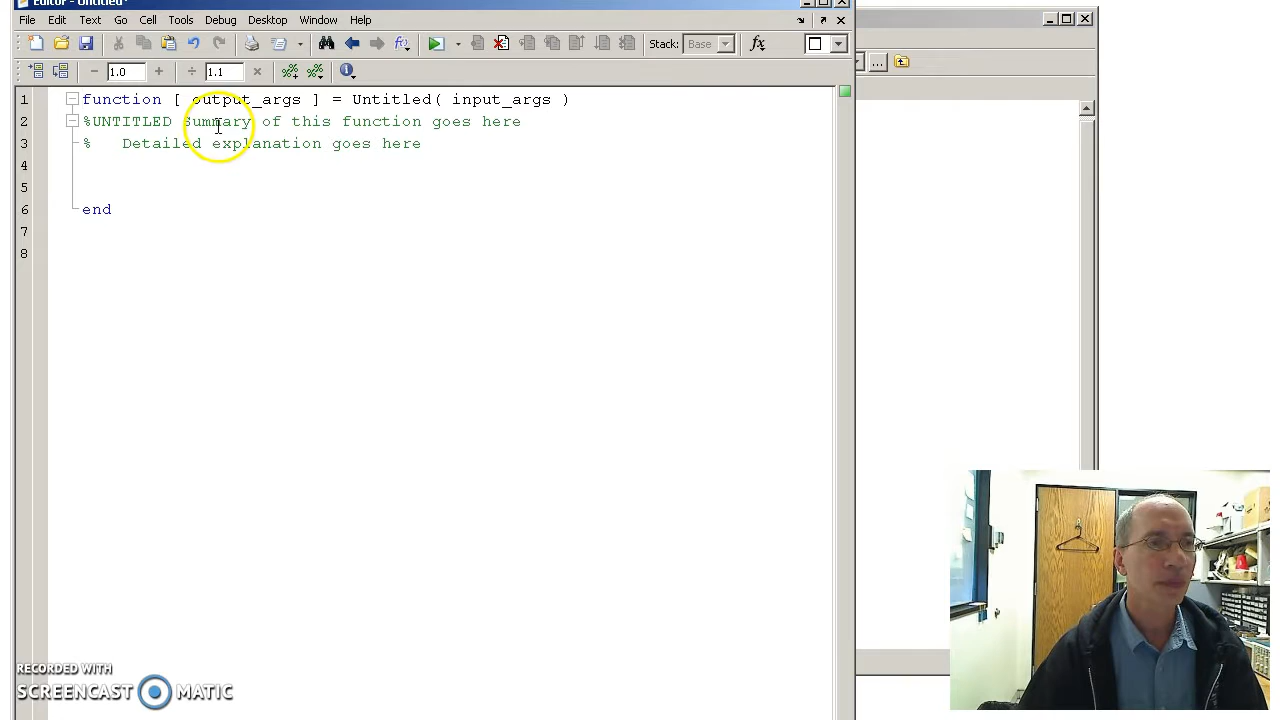 Editor - Untitled*
File Edit Text Go Cell Tools Debug Desktop Window Help
Stack: Base fx
− 1.0 + ÷ 1.1 ×
1 function [ output_args ] = Untitled( input_args )
2 %UNTITLED Summary of this function goes here
3 % Detailed explanation goes here
4
5
6 end
7
8
RECORDED WITH
SCREENCAST MATIC